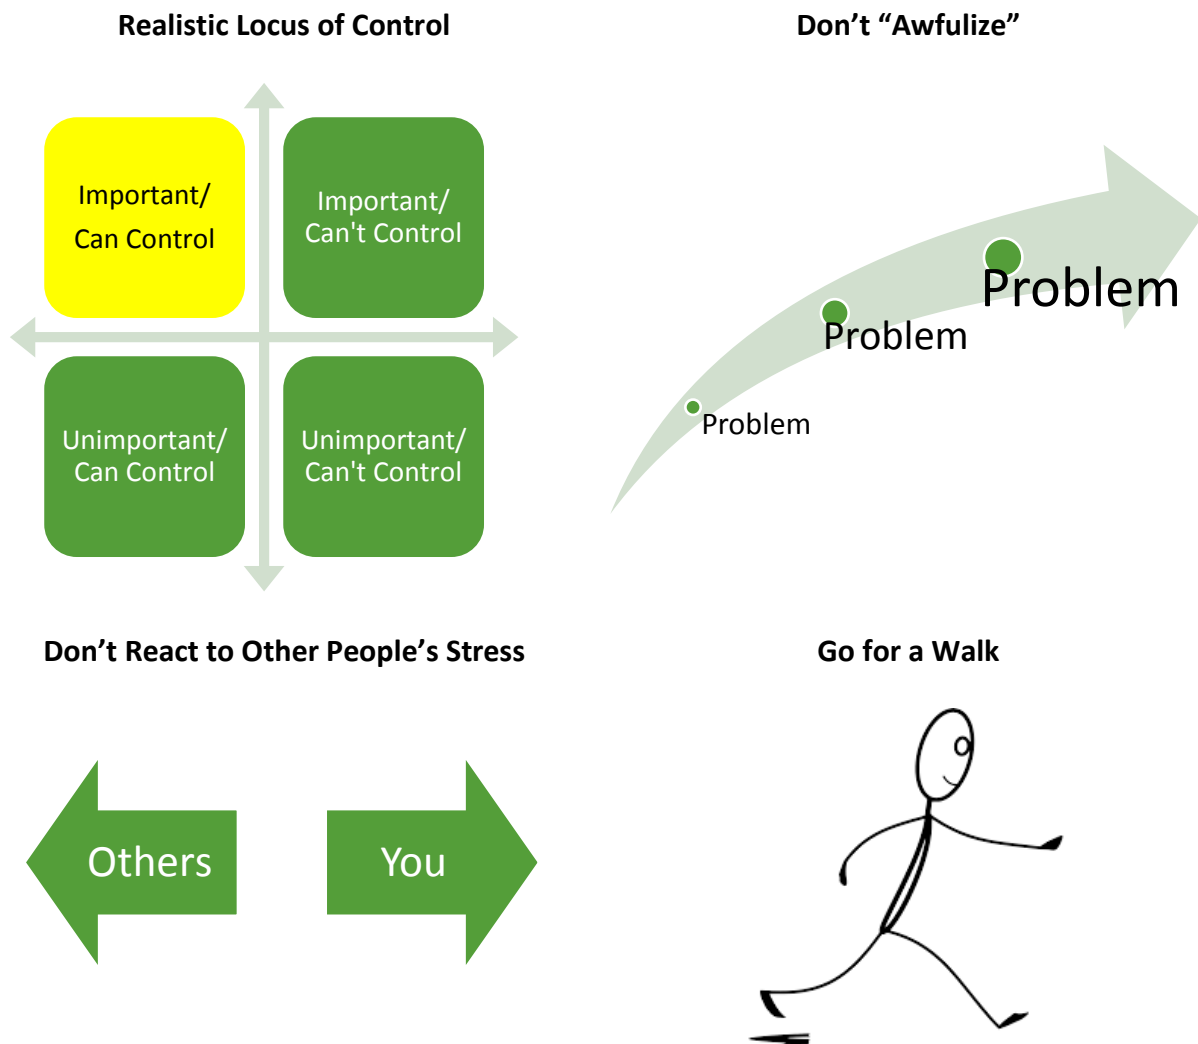 Realistic Locus of Control
Don’t “Awfulize”
Important/
Can Control
Important/
Can't Control
Unimportant/
Can Control
Unimportant/
Can't Control
Problem
Problem
Problem
Don’t React to Other People’s Stress
Go for a Walk
Others
You